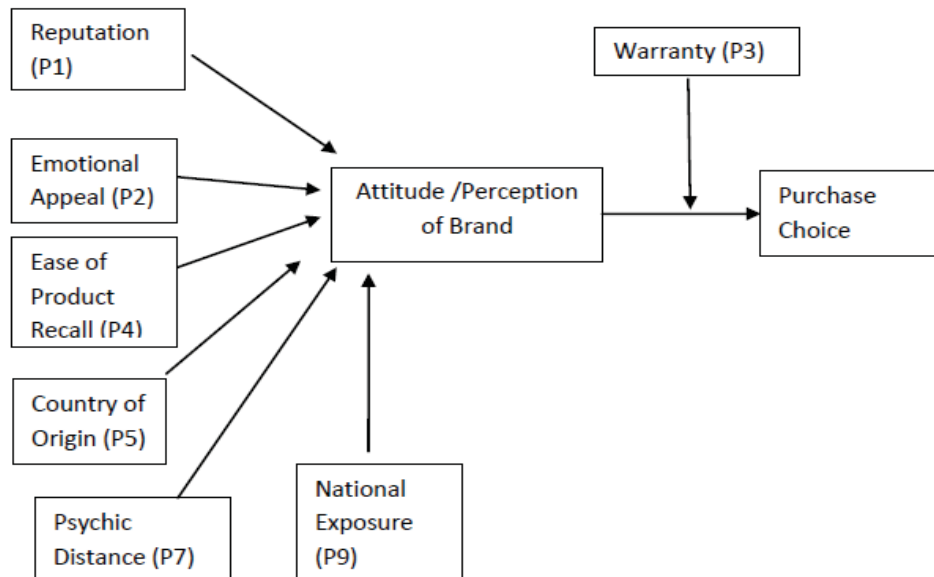 Reputation
(P1)
Warranty (P3)
Emotional
Appeal (P2)
Attitude /Perception
of Brand
Purchase
Choice
Ease of
Product
Recall (P4)
Country of
Origin (P5)
Psychic
Distance (P7)
National
Exposure
(P9)